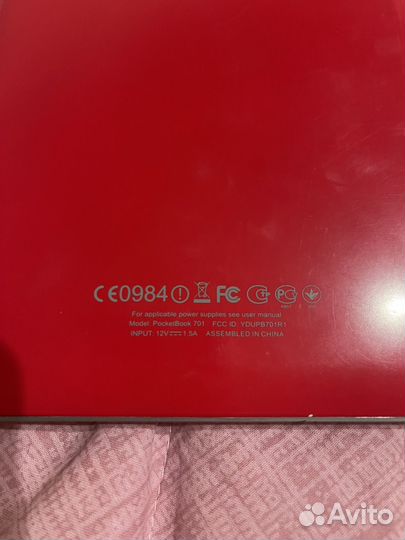 CE0984 FC
For applicable power supplies see user manual
Model: PocketBook 701 FCC ID: YDUPB701R1
INPUT: 12V 1.5A ASSEMBLED IN CHINA
Avito